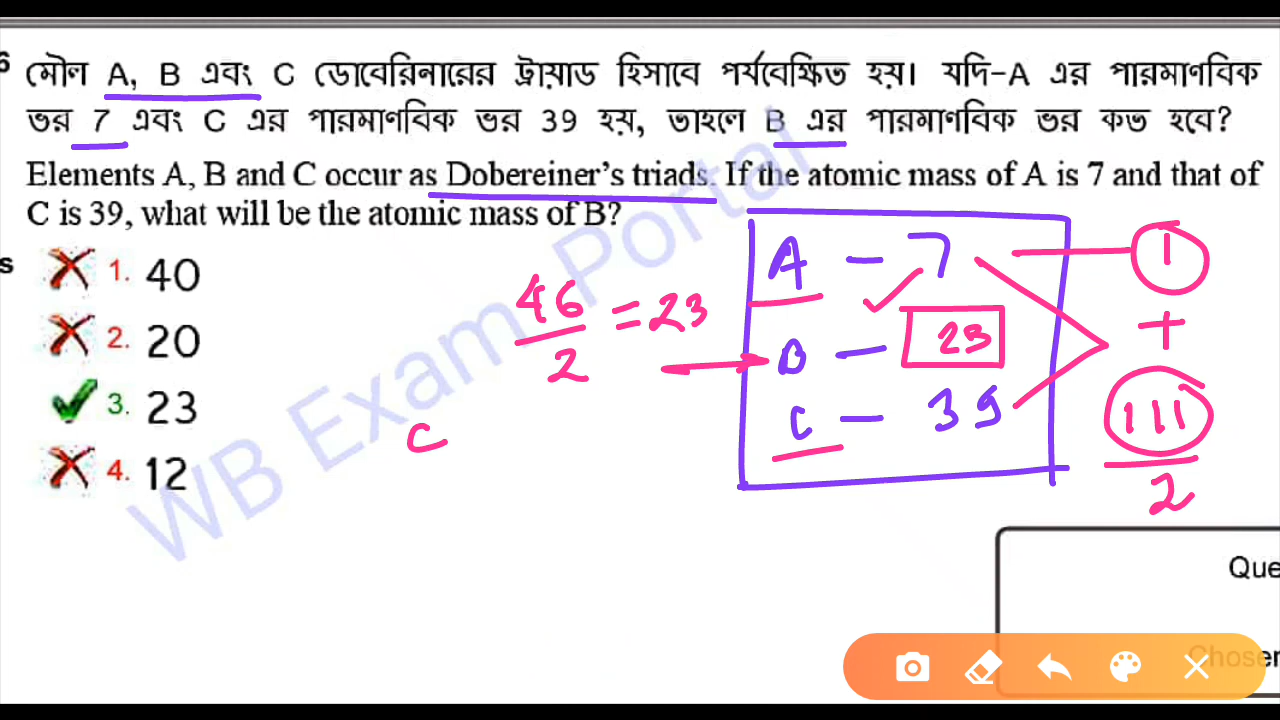 6 মৌল A, B এবং C ডোবেরিনারের ট্রায়াড হিসাবে পর্যবেক্ষিত হয়। যদি-A এর পারমাণবিক
ভর 7 এবং C এর পারমাণবিক ভর 39 হয়, তাহলে B এর পারমাণবিক ভর কত হবে?
Elements A, B and C occur as Dobereiner's triads. If the atomic mass of A is 7 and that of
C is 39, what will be the atomic mass of B?
s
1. 40
2. 20
3. 23
4. 12
46/2 = 23
A – 7
B – 23
C – 39
I
+
III
2
C
WB Exam Portal
Que
Chosen